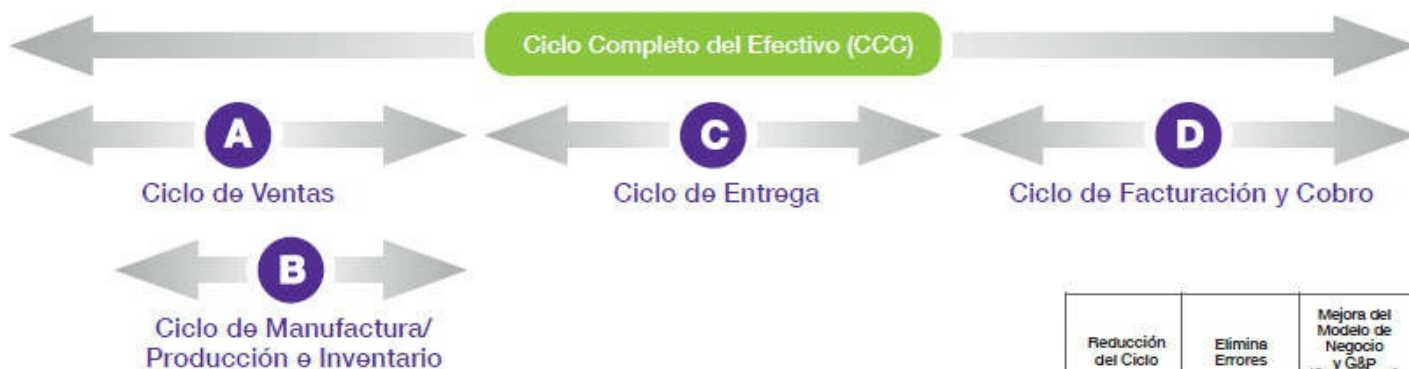 Ciclo Completo del Efectivo (CCC)
A
C
D
Ciclo de Ventas
Ciclo de Entrega
Ciclo de Facturación y Cobro
B
Ciclo de Manufactura/
Producción e Inventario
Reducción
del Ciclo
Elimina
Errores
Mejora del
Modelo de
Negocio
y G&P